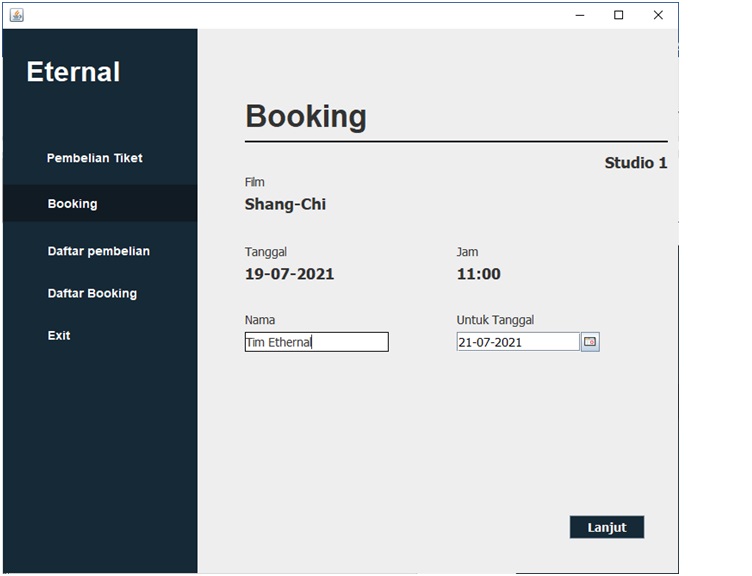 Eternal
Pembelian Tiket
Booking
Daftar pembelian
Daftar Booking
Exit
Booking
Studio 1
Film
Shang-Chi
Tanggal
Jam
19-07-2021
11:00
Nama
Untuk Tanggal
Tim Ethernal
21-07-2021
Lanjut